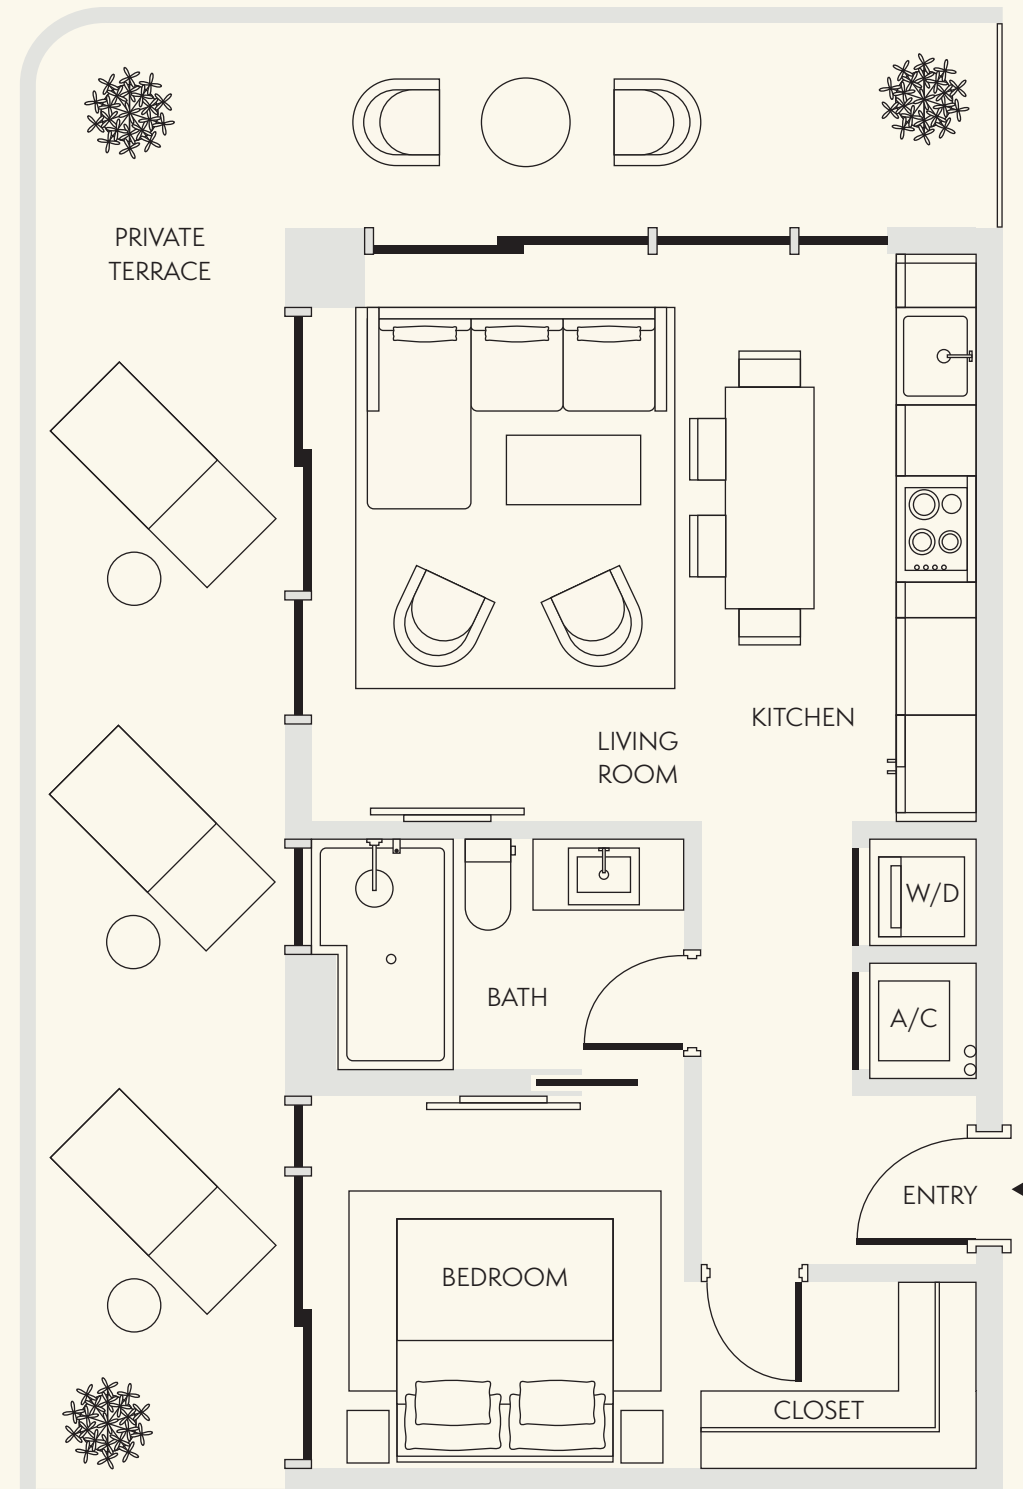 PRIVATE
TERRACE
KITCHEN
LIVING
ROOM
W/D
BATH
A/C
ENTRY
BEDROOM
CLOSET